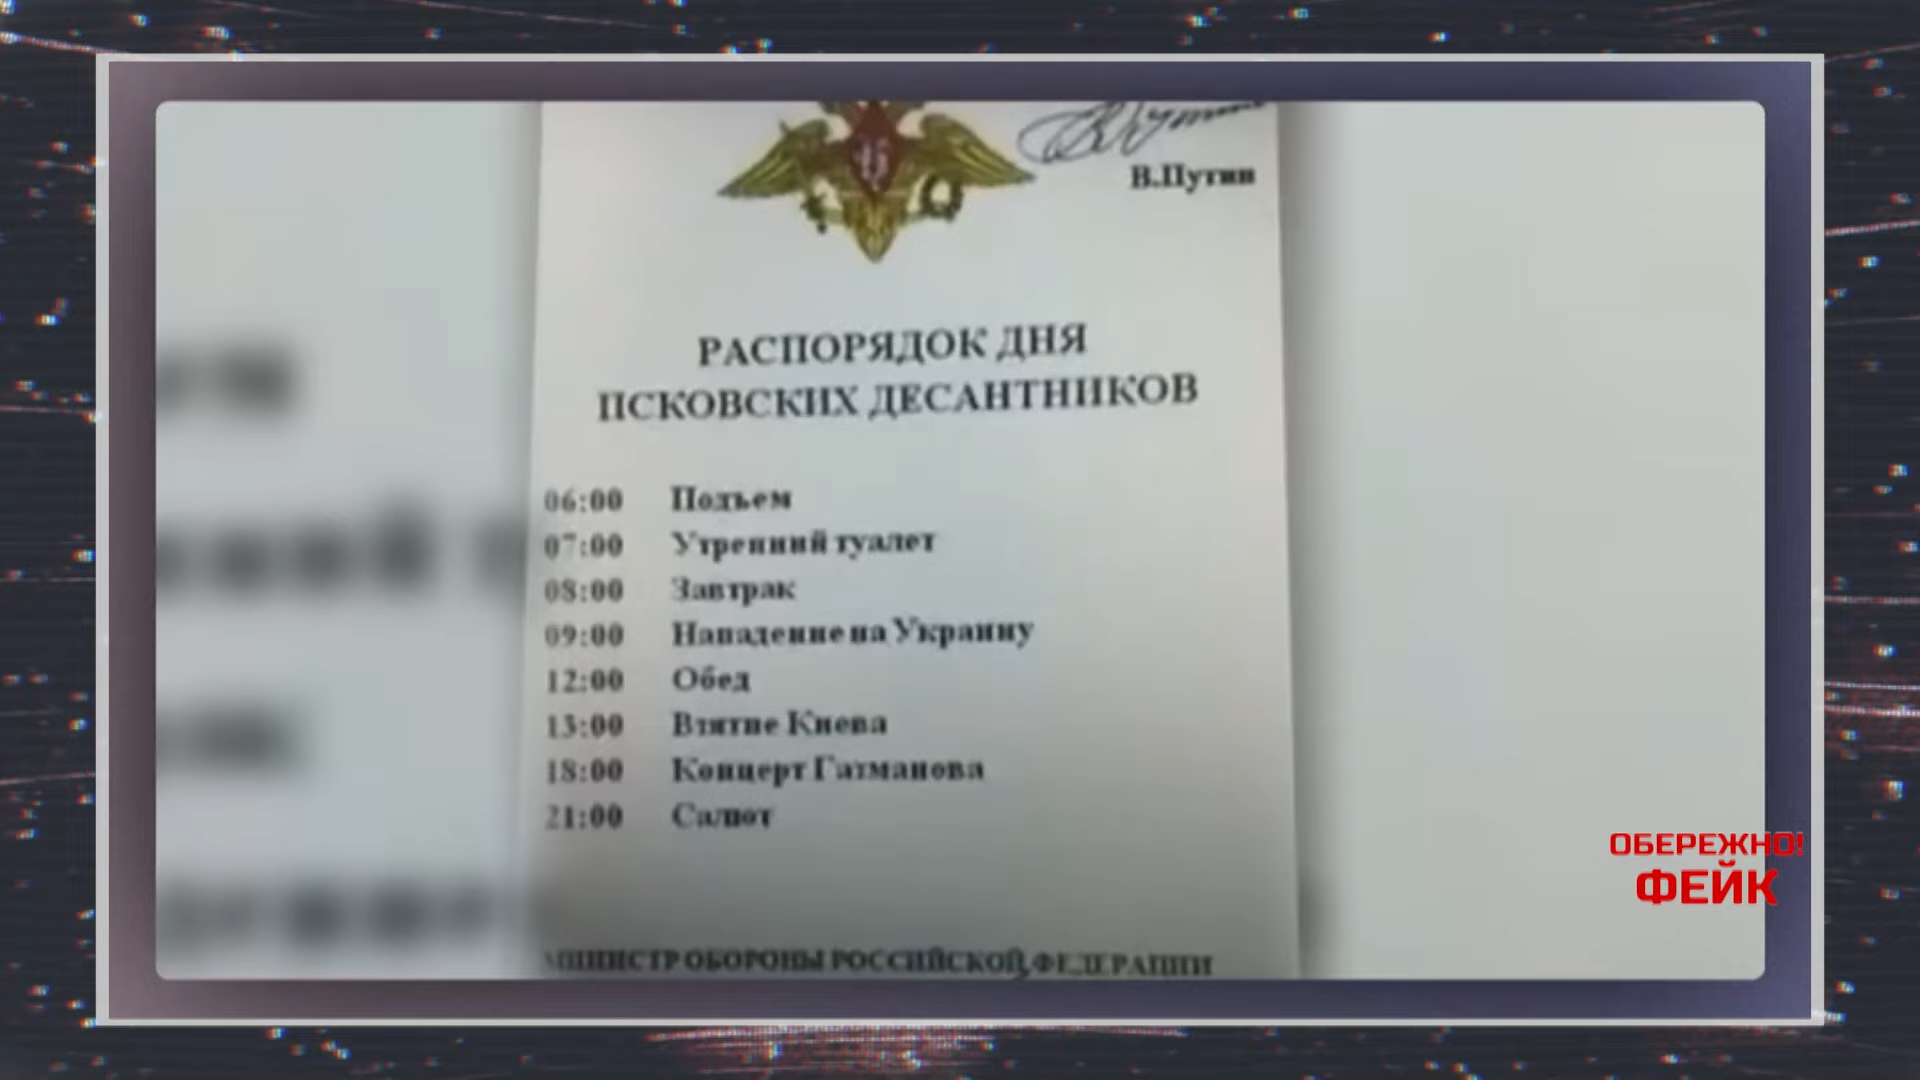 В.Путин
РАСПОРЯДОК ДНЯ
ПСКОВСКИХ ДЕСАНТНИКОВ
06:00 Подъем
07:00 Утренний туалет
08:00 Завтрак
09:00 Нападение на Украину
12:00 Обед
13:00 Взятие Киева
18:00 Концерт Газманова
21:00 Салют
МИНИСТР ОБОРОНЫ РОССИЙСКОЙ ФЕДЕРАЦИИ
ОБЕРЕЖНО!
ФЕЙК